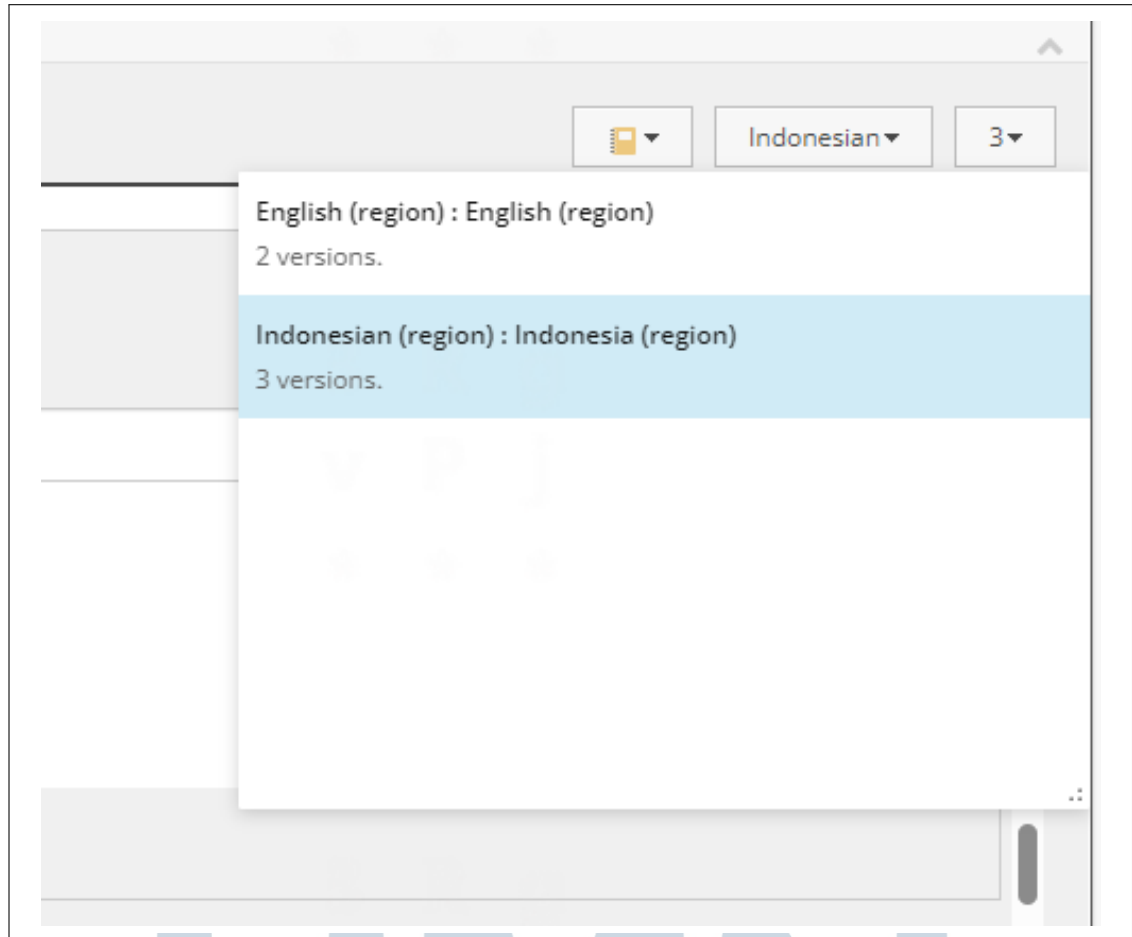 Indonesian
3
English (region) : English (region)
2 versions.
Indonesian (region) : Indonesia (region)
3 versions.
v P j